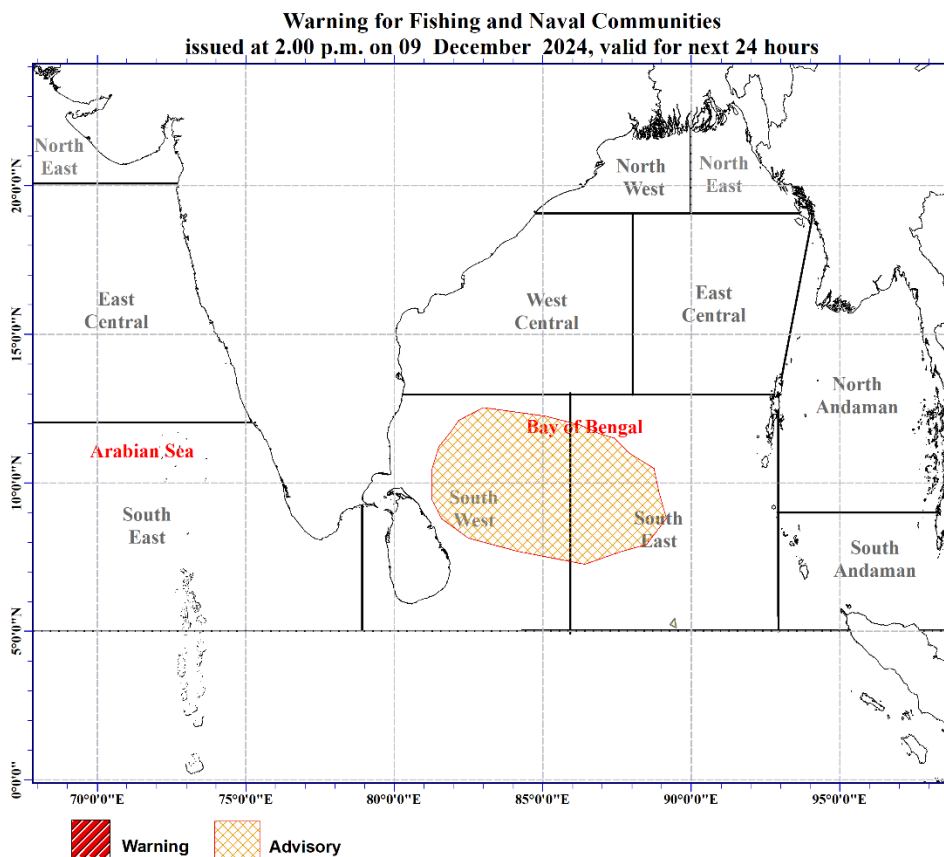 Warning for Fishing and Naval Communities
issued at 2.00 p.m. on 09 December 2024, valid for next 24 hours
North
East
North
West
North
East
20°0'0"N
East
Central
West
Central
East
Central
15°0'0"N
North
Andaman
Arabian Sea
Bay of Bengal
10°0'0"N
South
East
South
West
South
East
South
Andaman
5°0'0"N
0°0'0"
70°0'0"E
75°0'0"E
80°0'0"E
85°0'0"E
90°0'0"E
95°0'0"E
Warning
Advisory